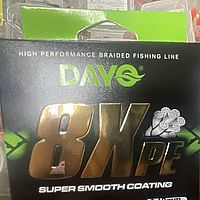 HIGH PERFORMANCE BRAIDED FISHING LINE
DAYO
8X PE
SUPER SMOOTH COATING